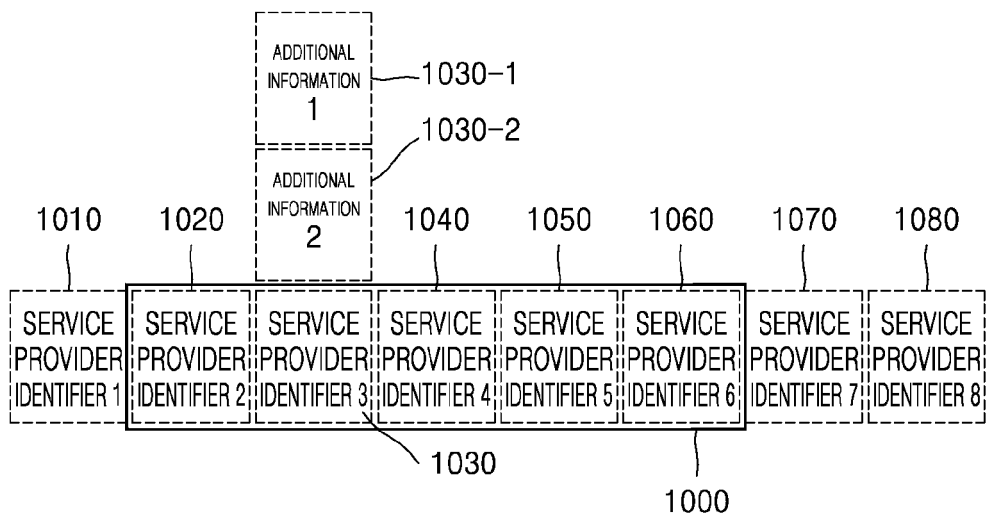 ADDITIONAL
INFORMATION
1
1030-1
1030-2
ADDITIONAL
INFORMATION
2
1010
1020
1040
1050
1060
1070
1080
SERVICE
PROVIDER
IDENTIFIER 1
SERVICE
PROVIDER
IDENTIFIER 2
SERVICE
PROVIDER
IDENTIFIER 3
SERVICE
PROVIDER
IDENTIFIER 4
SERVICE
PROVIDER
IDENTIFIER 5
SERVICE
PROVIDER
IDENTIFIER 6
SERVICE
PROVIDER
IDENTIFIER 7
SERVICE
PROVIDER
IDENTIFIER 8
1030
1000